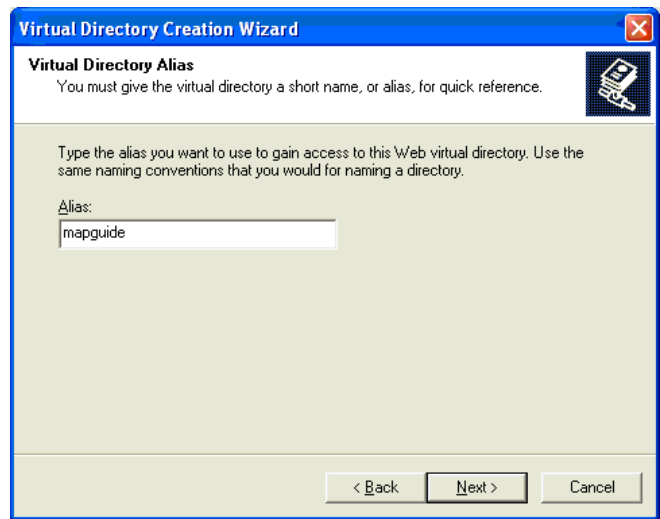 Virtual Directory Creation Wizard
Virtual Directory Alias
You must give the virtual directory a short name, or alias, for quick reference.
Type the alias you want to use to gain access to this Web virtual directory. Use the
same naming conventions that you would for naming a directory.
Alias:
mapguide
< Back Next > Cancel